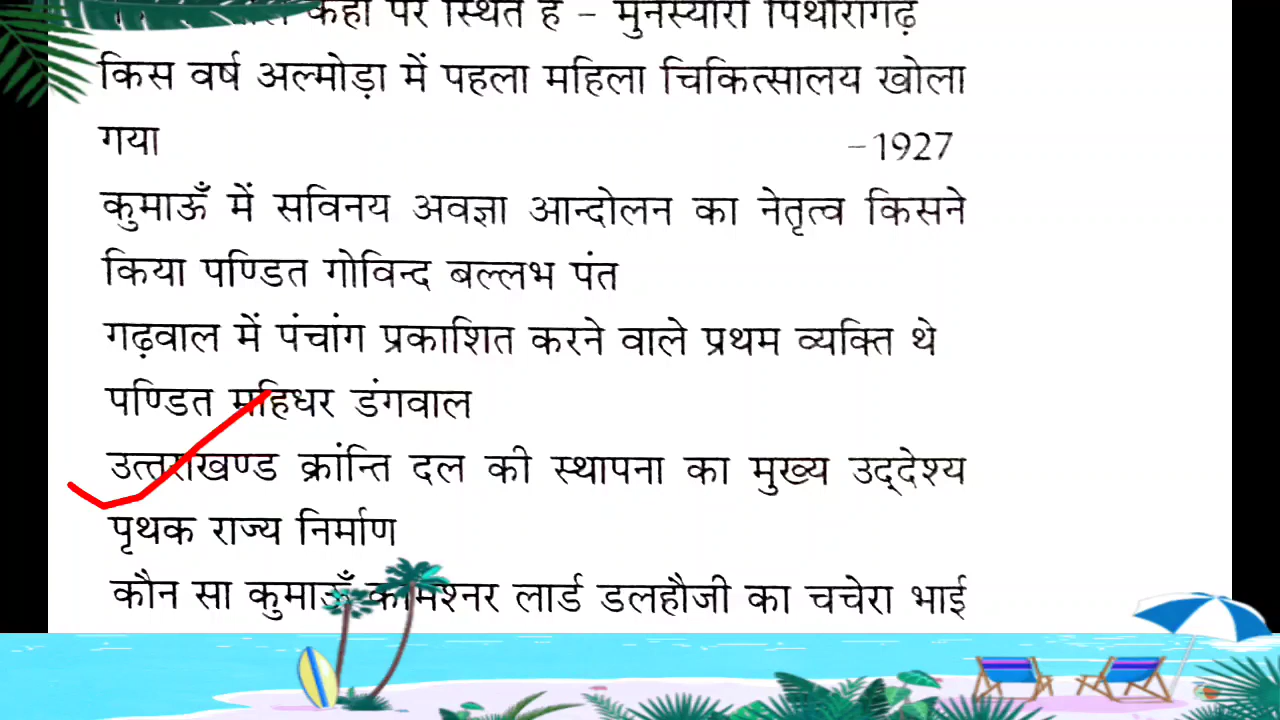 कहाँ पर स्थित है – मुनस्यारी पिथौरागढ़
किस वर्ष अल्मोड़ा में पहला महिला चिकित्सालय खोला
गया –1927
कुमाऊँ में सविनय अवज्ञा आन्दोलन का नेतृत्व किसने
किया पण्डित गोविन्द बल्लभ पंत
गढ़वाल में पंचांग प्रकाशित करने वाले प्रथम व्यक्ति थे
पण्डित महिधर डंगवाल
उत्तराखण्ड क्रांन्ति दल की स्थापना का मुख्य उद्देश्य
पृथक राज्य निर्माण
कौन सा कुमाऊँ कमिश्नर लार्ड डलहौजी का चचेरा भाई